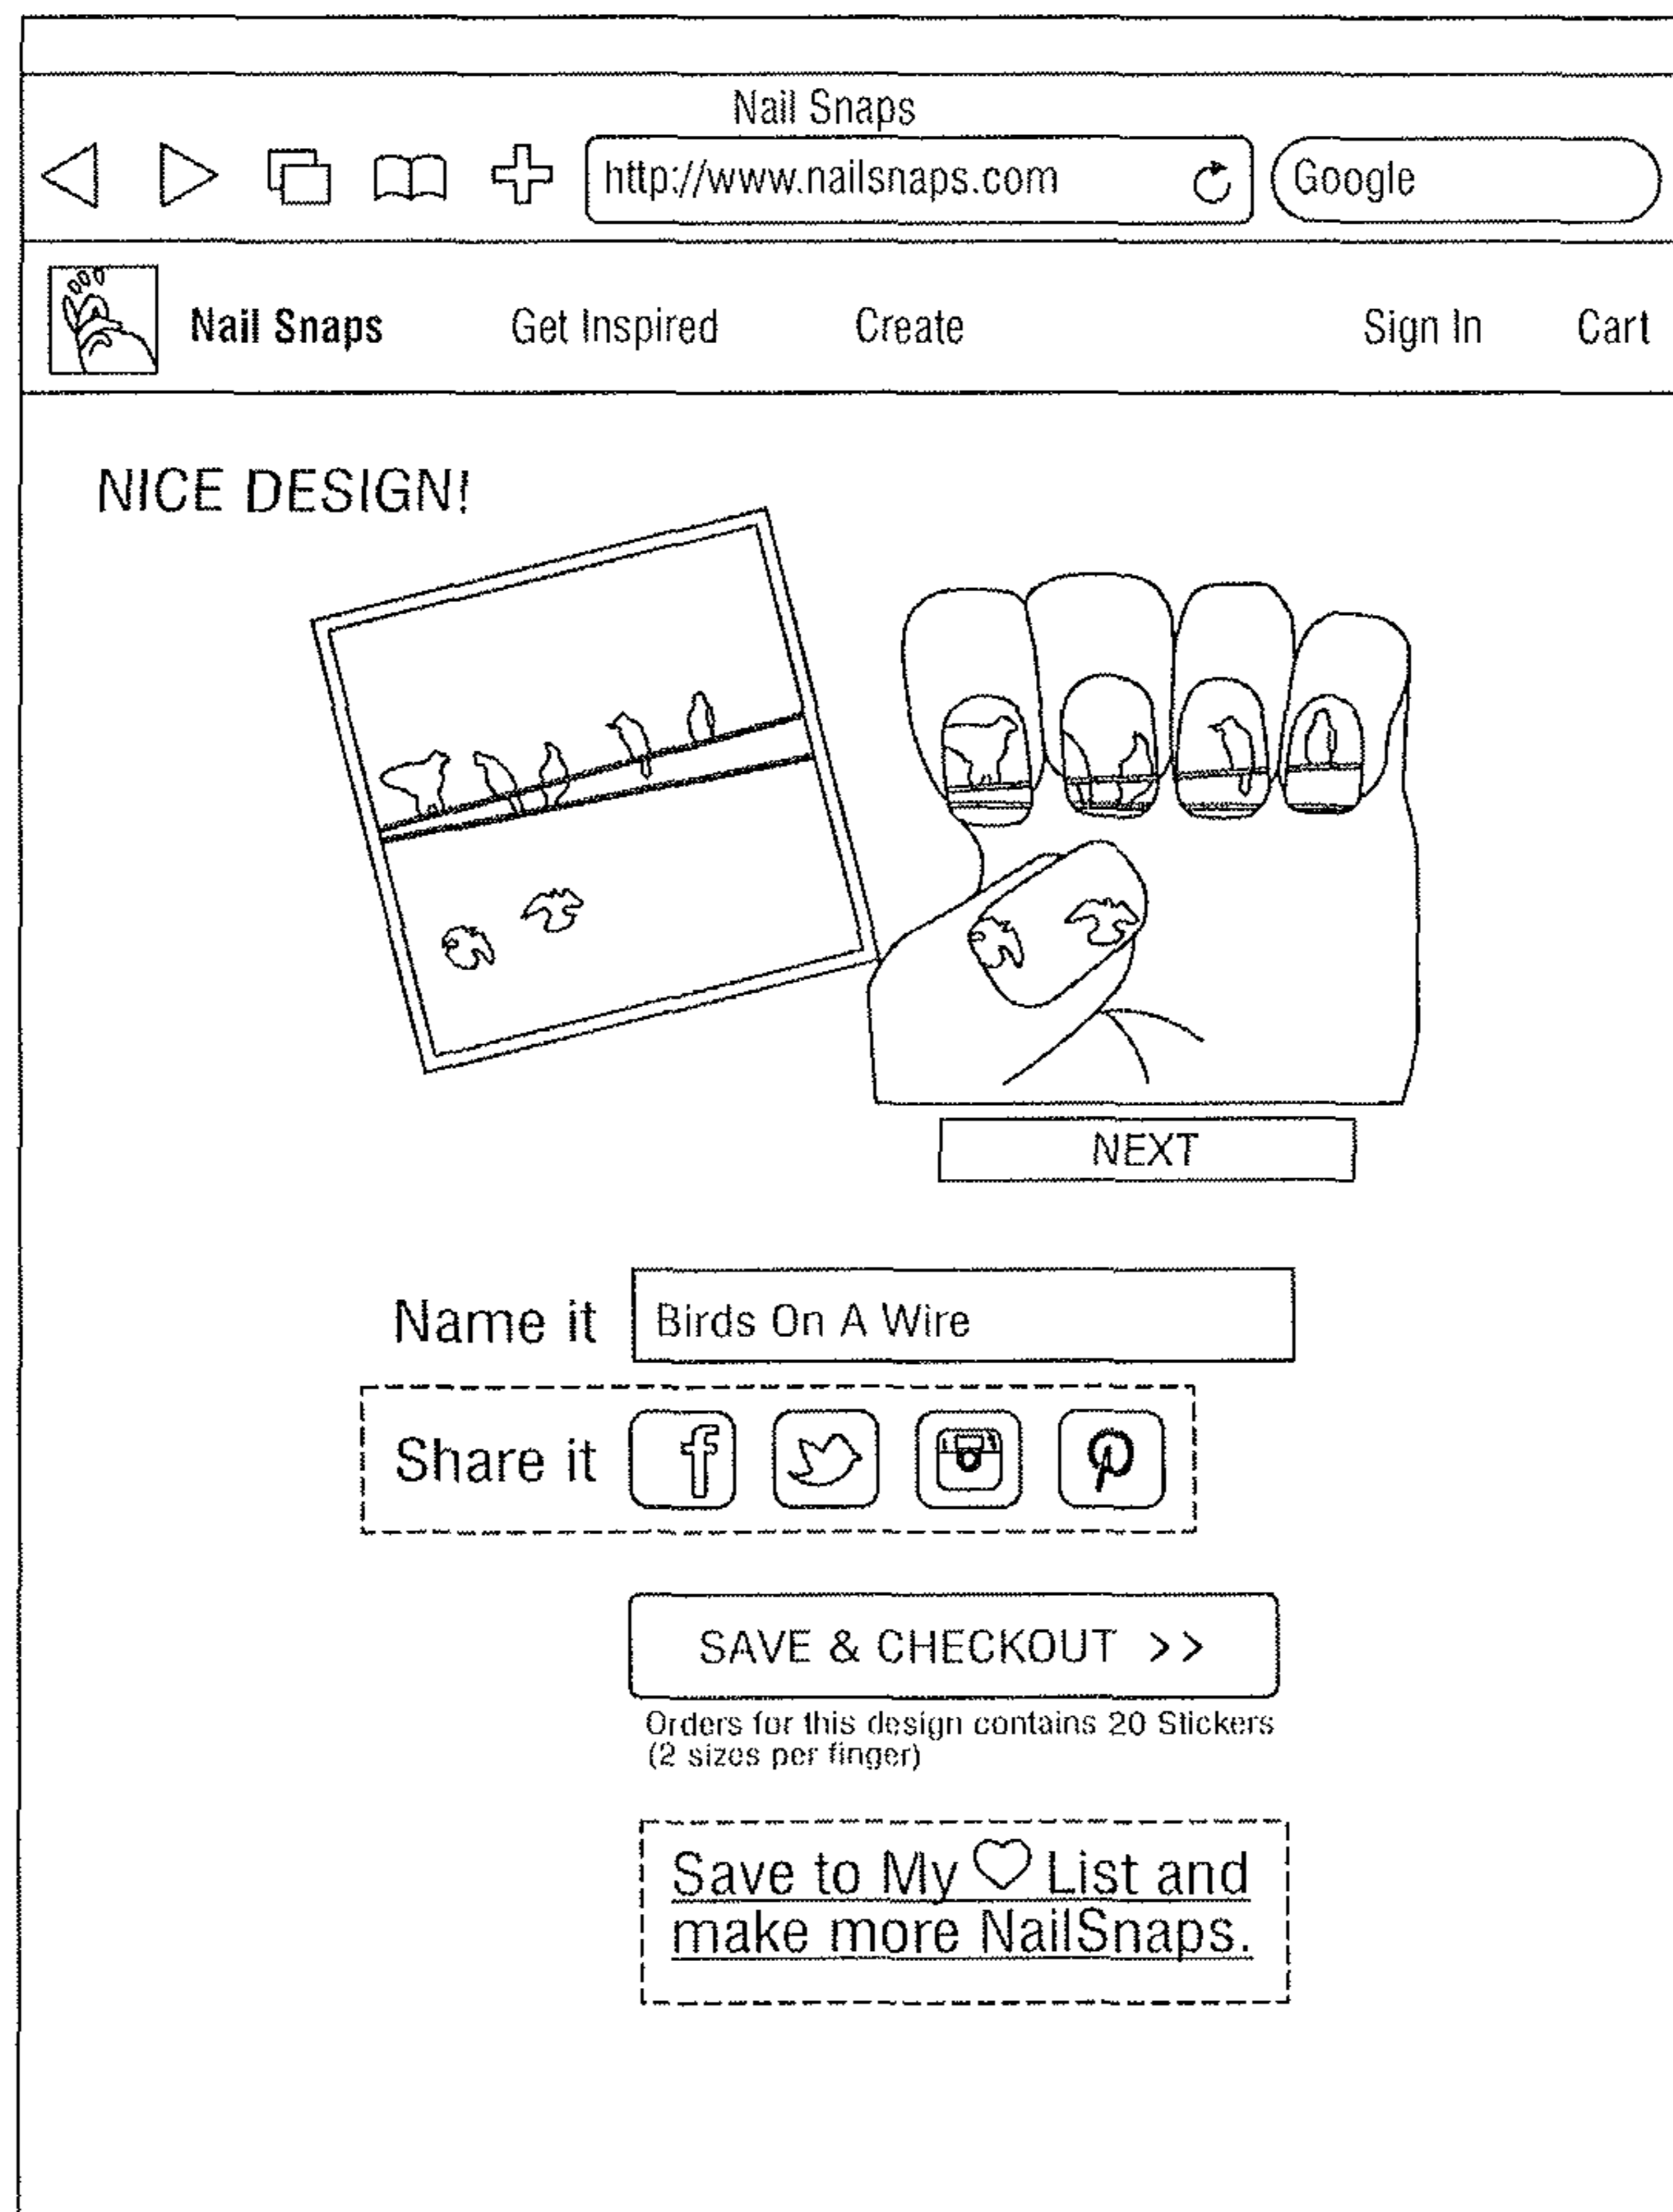 Nail Snaps
http://www.nailsnaps.com
Google
Nail Snaps Get Inspired Create Sign In Cart
NICE DESIGN!
NEXT
Name it Birds On A Wire
Share it
SAVE & CHECKOUT >>
Orders for this design contains 20 Stickers
(2 sizes per finger)
Save to My ♡ List and
make more NailSnaps.